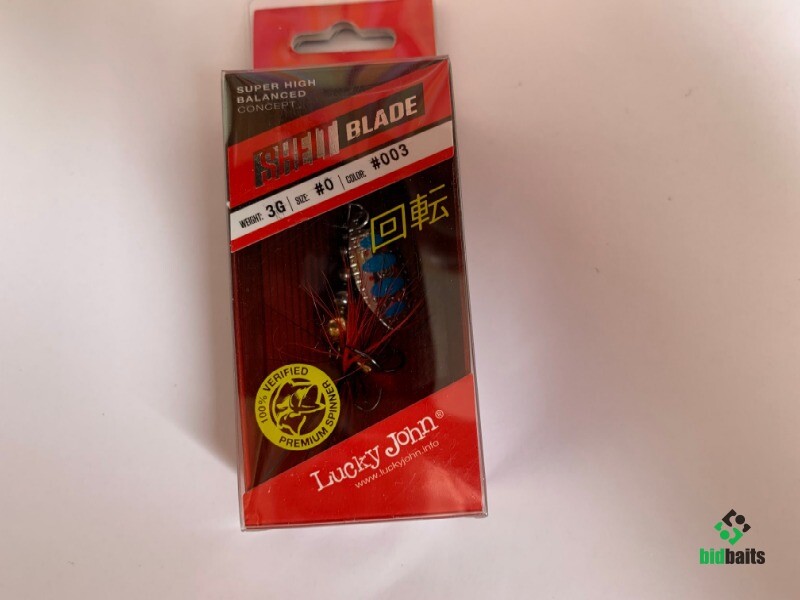 SUPER HIGH
BALANCED
CONCEPT
SHIFT BLADE
WEIGHT: 3G | SIZE: #0 | COLOR: #003
回転
100% VERIFIED
PREMIUM SPINNER
Lucky John®
www.luckyjohn.info
bidbaits